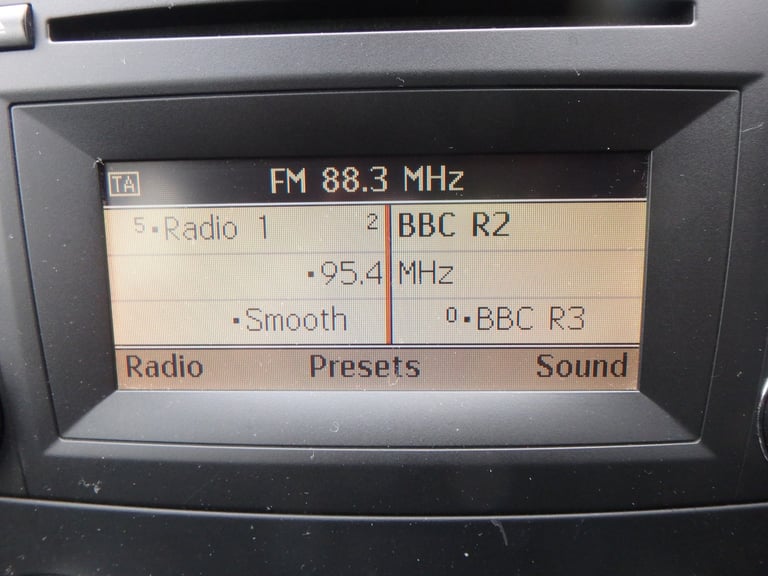 TA FM 88.3 MHz
5 •Radio 1 2 BBC R2
•95.4 MHz
•Smooth 0 •BBC R3
Radio Presets Sound